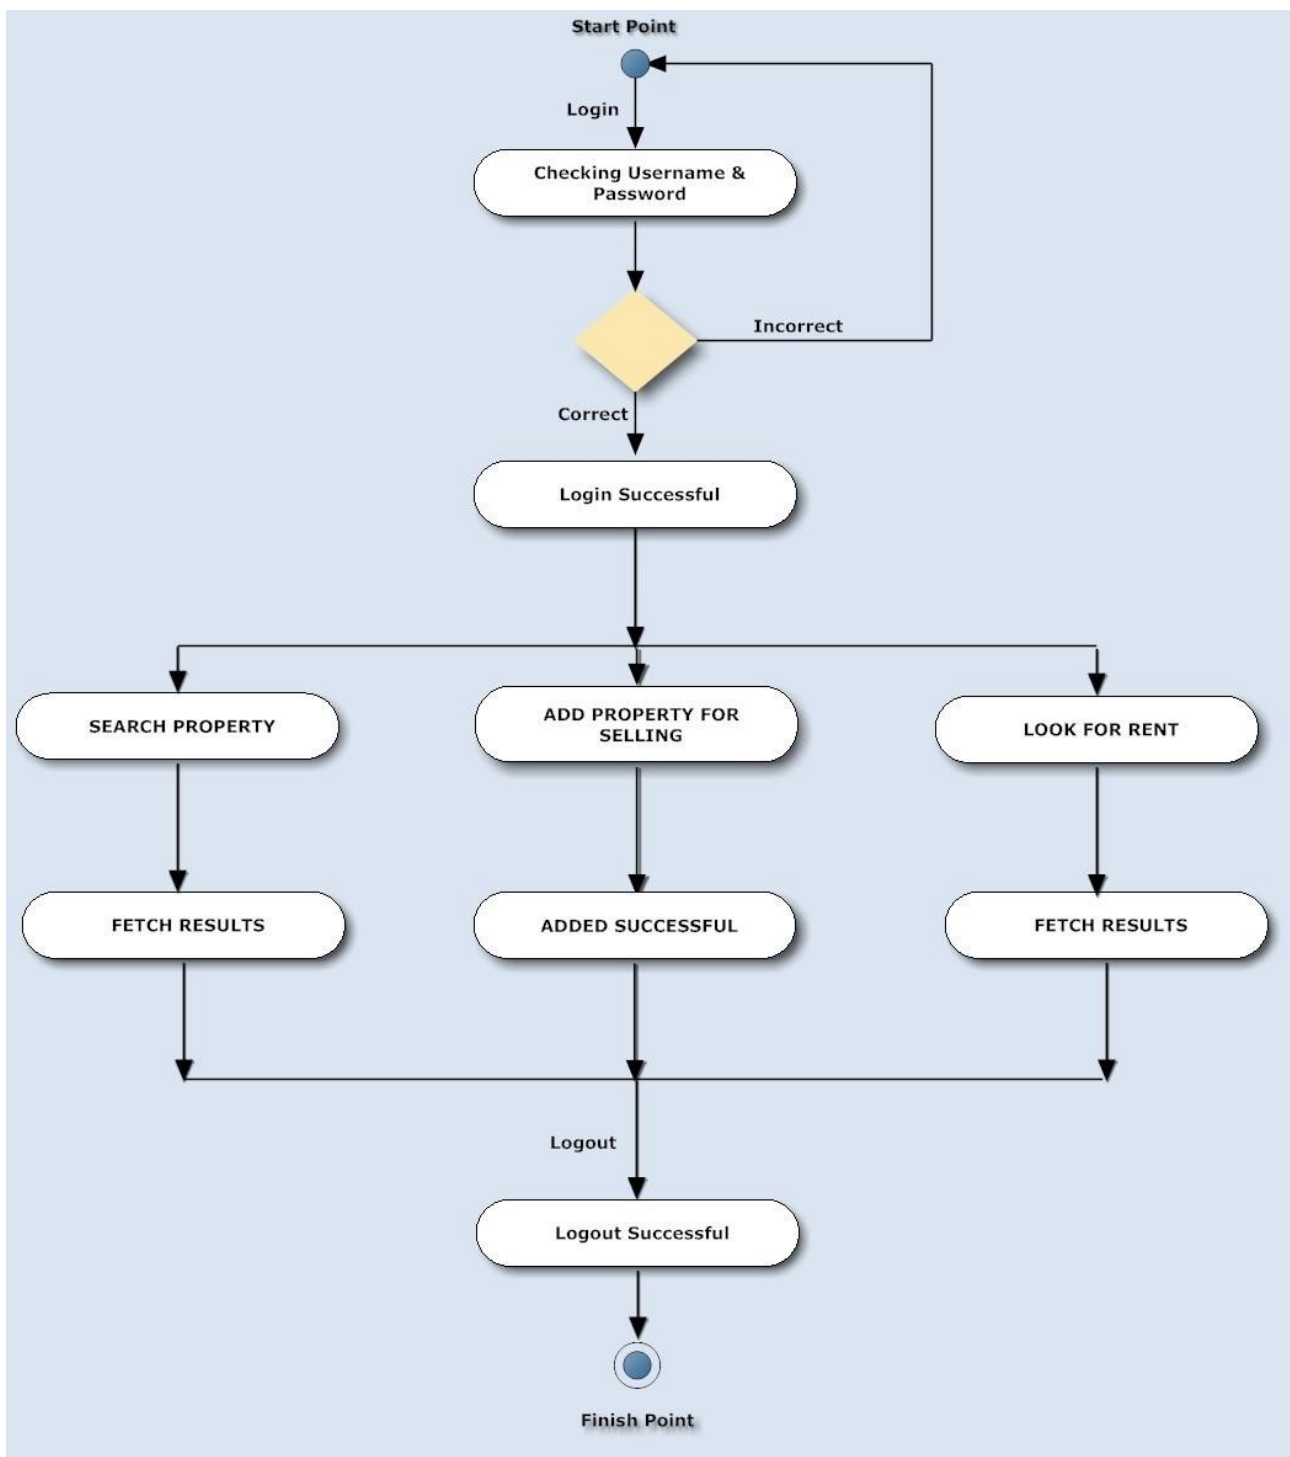 Start Point
Login
Checking Username &
Password
Incorrect
Correct
Login Successful
SEARCH PROPERTY
ADD PROPERTY FOR
SELLING
LOOK FOR RENT
FETCH RESULTS
ADDED SUCCESSFUL
FETCH RESULTS
Logout
Logout Successful
Finish Point